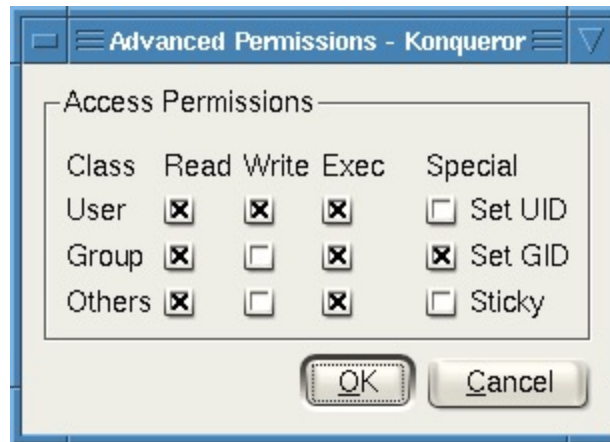 Advanced Permissions - Konqueror
Access Permissions
Class Read Write Exec Special
User Set UID
Group Set GID
Others Sticky
OK Cancel